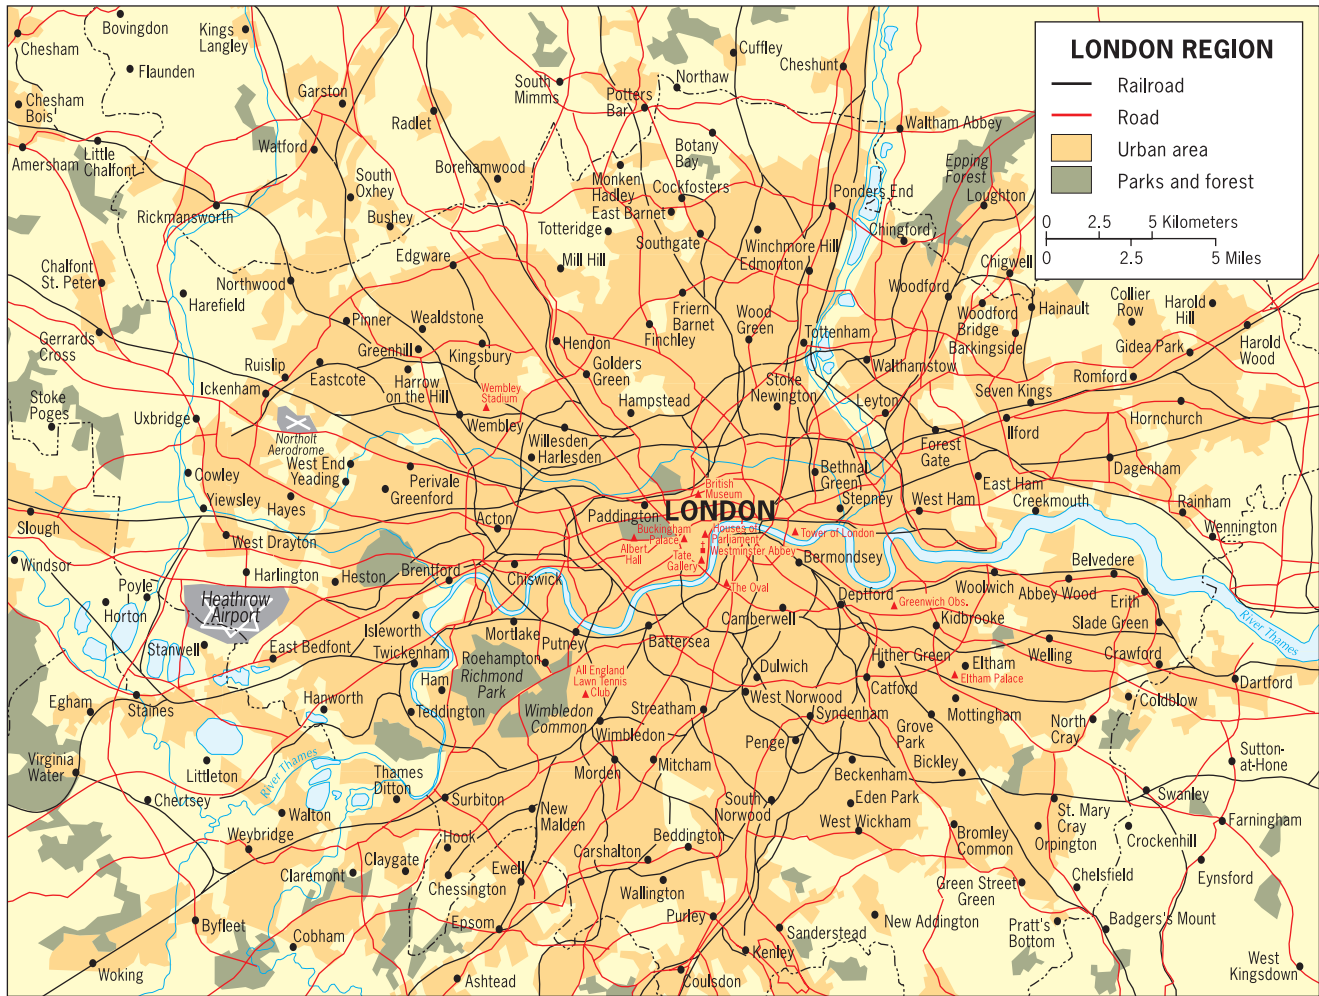 LONDON REGION
Railroad
Road
Urban area
Parks and forest
0 2.5 5 Kilometers
0 2.5 5 Miles
Bovingdon
Kings
Langley
Chesham
Flaunden
Cuffley
Cheshunt
Northaw
South
Mimms
Potters
Bar
Garston
Chesham
Bois
Radlet
Waltham Abbey
Amersham
Little
Chalfont
Watford
Borehamwood
Botany
Bay
Epping
Forest
South
Oxhey
Monken
Hadley
Cockfosters
Ponders End
Loughton
Rickmansworth
Bushey
East Barnet
Totteridge
Southgate
Winchmore Hill
Chingford
Edgware
Mill Hill
Edmonton
Chigwell
Chalfont
St. Peter
Northwood
Harefield
Woodford
Hainault
Collier
Row
Harold
Hill
Friern
Barnet
Wood
Green
Woodford
Bridge
Pinner
Wealdstone
Finchley
Tottenham
Barkingside
Gidea Park
Harold
Wood
Gerrards
Cross
Greenhill
Kingsbury
Hendon
Golders
Green
Walthamstow
Ruislip
Eastcote
Ickenham
Harrow
on the Hill
Wembley
Stadium
Stoke
Newington
Seven Kings
Romford
Stoke
Poges
Hampstead
Leyton
Hornchurch
Uxbridge
Northolt
Aerodrome
Wembley
Willesden
Harlesden
Forest
Gate
Ilford
West End
Yeading
Cowley
Perivale
Greenford
Bethnal
Green
Dagenham
East Ham
British
Museum
Yiewsley
Hayes
Stepney
West Ham
Creekmouth
Rainham
Slough
Acton
Paddington
LONDON
Wennington
West Drayton
Buckingham
Palace
Houses of
Parliament
Tower of London
Albert
Hall
Tate
Gallery
Westminster Abbey
Bermondsey
Windsor
Poyle
Harlington
Heston
Brentford
Chiswick
The Oval
Woolwich
Abbey Wood
Belvedere
Horton
Heathrow
Airport
Deptford
Greenwich Obs.
Erith
Isleworth
Mortlake
Putney
Battersea
Camberwell
Kidbrooke
Slade Green
River Thames
Stanwell
East Bedfont
Twickenham
Roehampton
Richmond
Park
All England
Lawn Tennis
Club
Dulwich
Hither Green
Eltham
Eltham Palace
Welling
Crawford
Ham
West Norwood
Catford
Dartford
Egham
Staines
Hanworth
Teddington
Wimbledon
Common
Streatham
Syndenham
Mottingham
Coldblow
Wimbledon
Penge
Grove
Park
North
Cray
Virginia
Water
Littleton
River Thames
Thames
Ditton
Morden
Mitcham
Beckenham
Bickley
Sutton-
at-Hone
Chertsey
Walton
Surbiton
New
Malden
South
Norwood
Eden Park
St. Mary
Cray
Swanley
Weybridge
Hook
Beddington
West Wickham
Bromley
Common
Orpington
Crockenhill
Farningham
Claygate
Claremont
Chessington
Ewell
Carshalton
Wallington
Green Street
Green
Chelsfield
Eynsford
Byfleet
Epsom
Purley
Sanderstead
New Addington
Pratt's
Bottom
Badgers's Mount
Cobham
Kenley
Woking
Ashtead
Coulsdon
West
Kingsdown